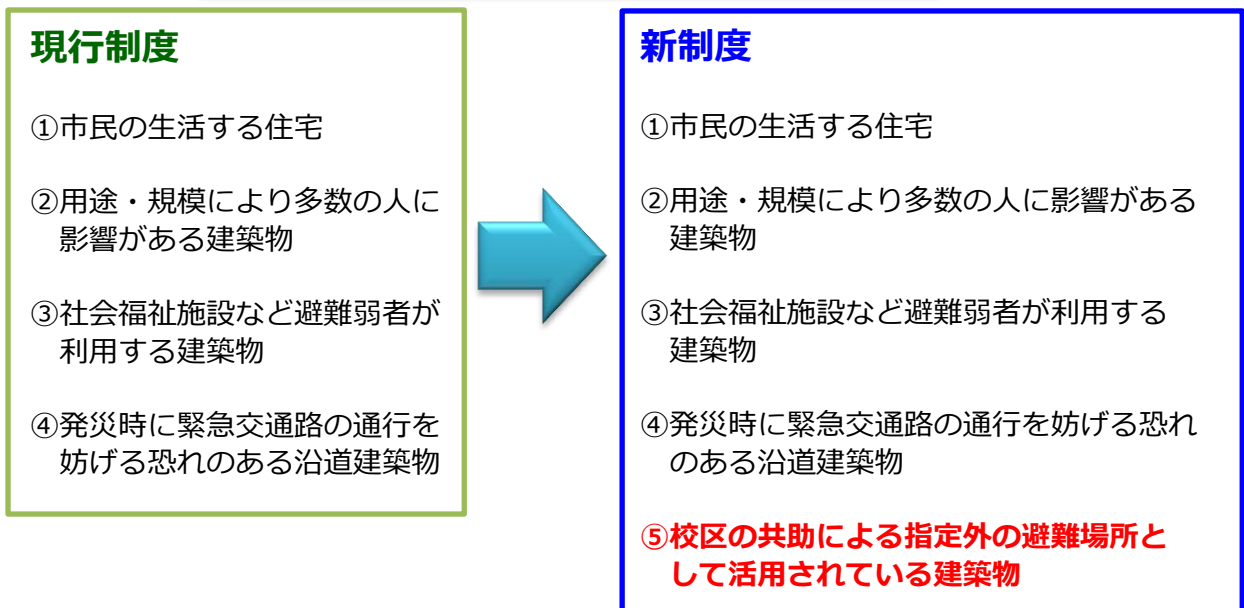 現行制度
①市民の生活する住宅
②用途・規模により多数の人に
影響がある建築物
③社会福祉施設など避難弱者が
利用する建築物
④発災時に緊急交通路の通行を
妨げる恐れのある沿道建築物
新制度
①市民の生活する住宅
②用途・規模により多数の人に影響がある
建築物
③社会福祉施設など避難弱者が利用する
建築物
④発災時に緊急交通路の通行を妨げる恐れ
のある沿道建築物
⑤校区の共助による指定外の避難場所と
して活用されている建築物